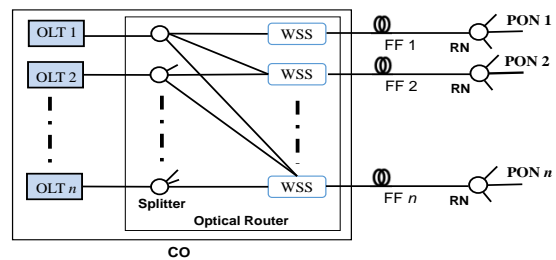 OLT 1
WSS
FF 1
RN
PON 1
OLT 2
WSS
FF 2
RN
PON 2
OLT n
Splitter
WSS
FF n
RN
PON n
Optical Router
CO